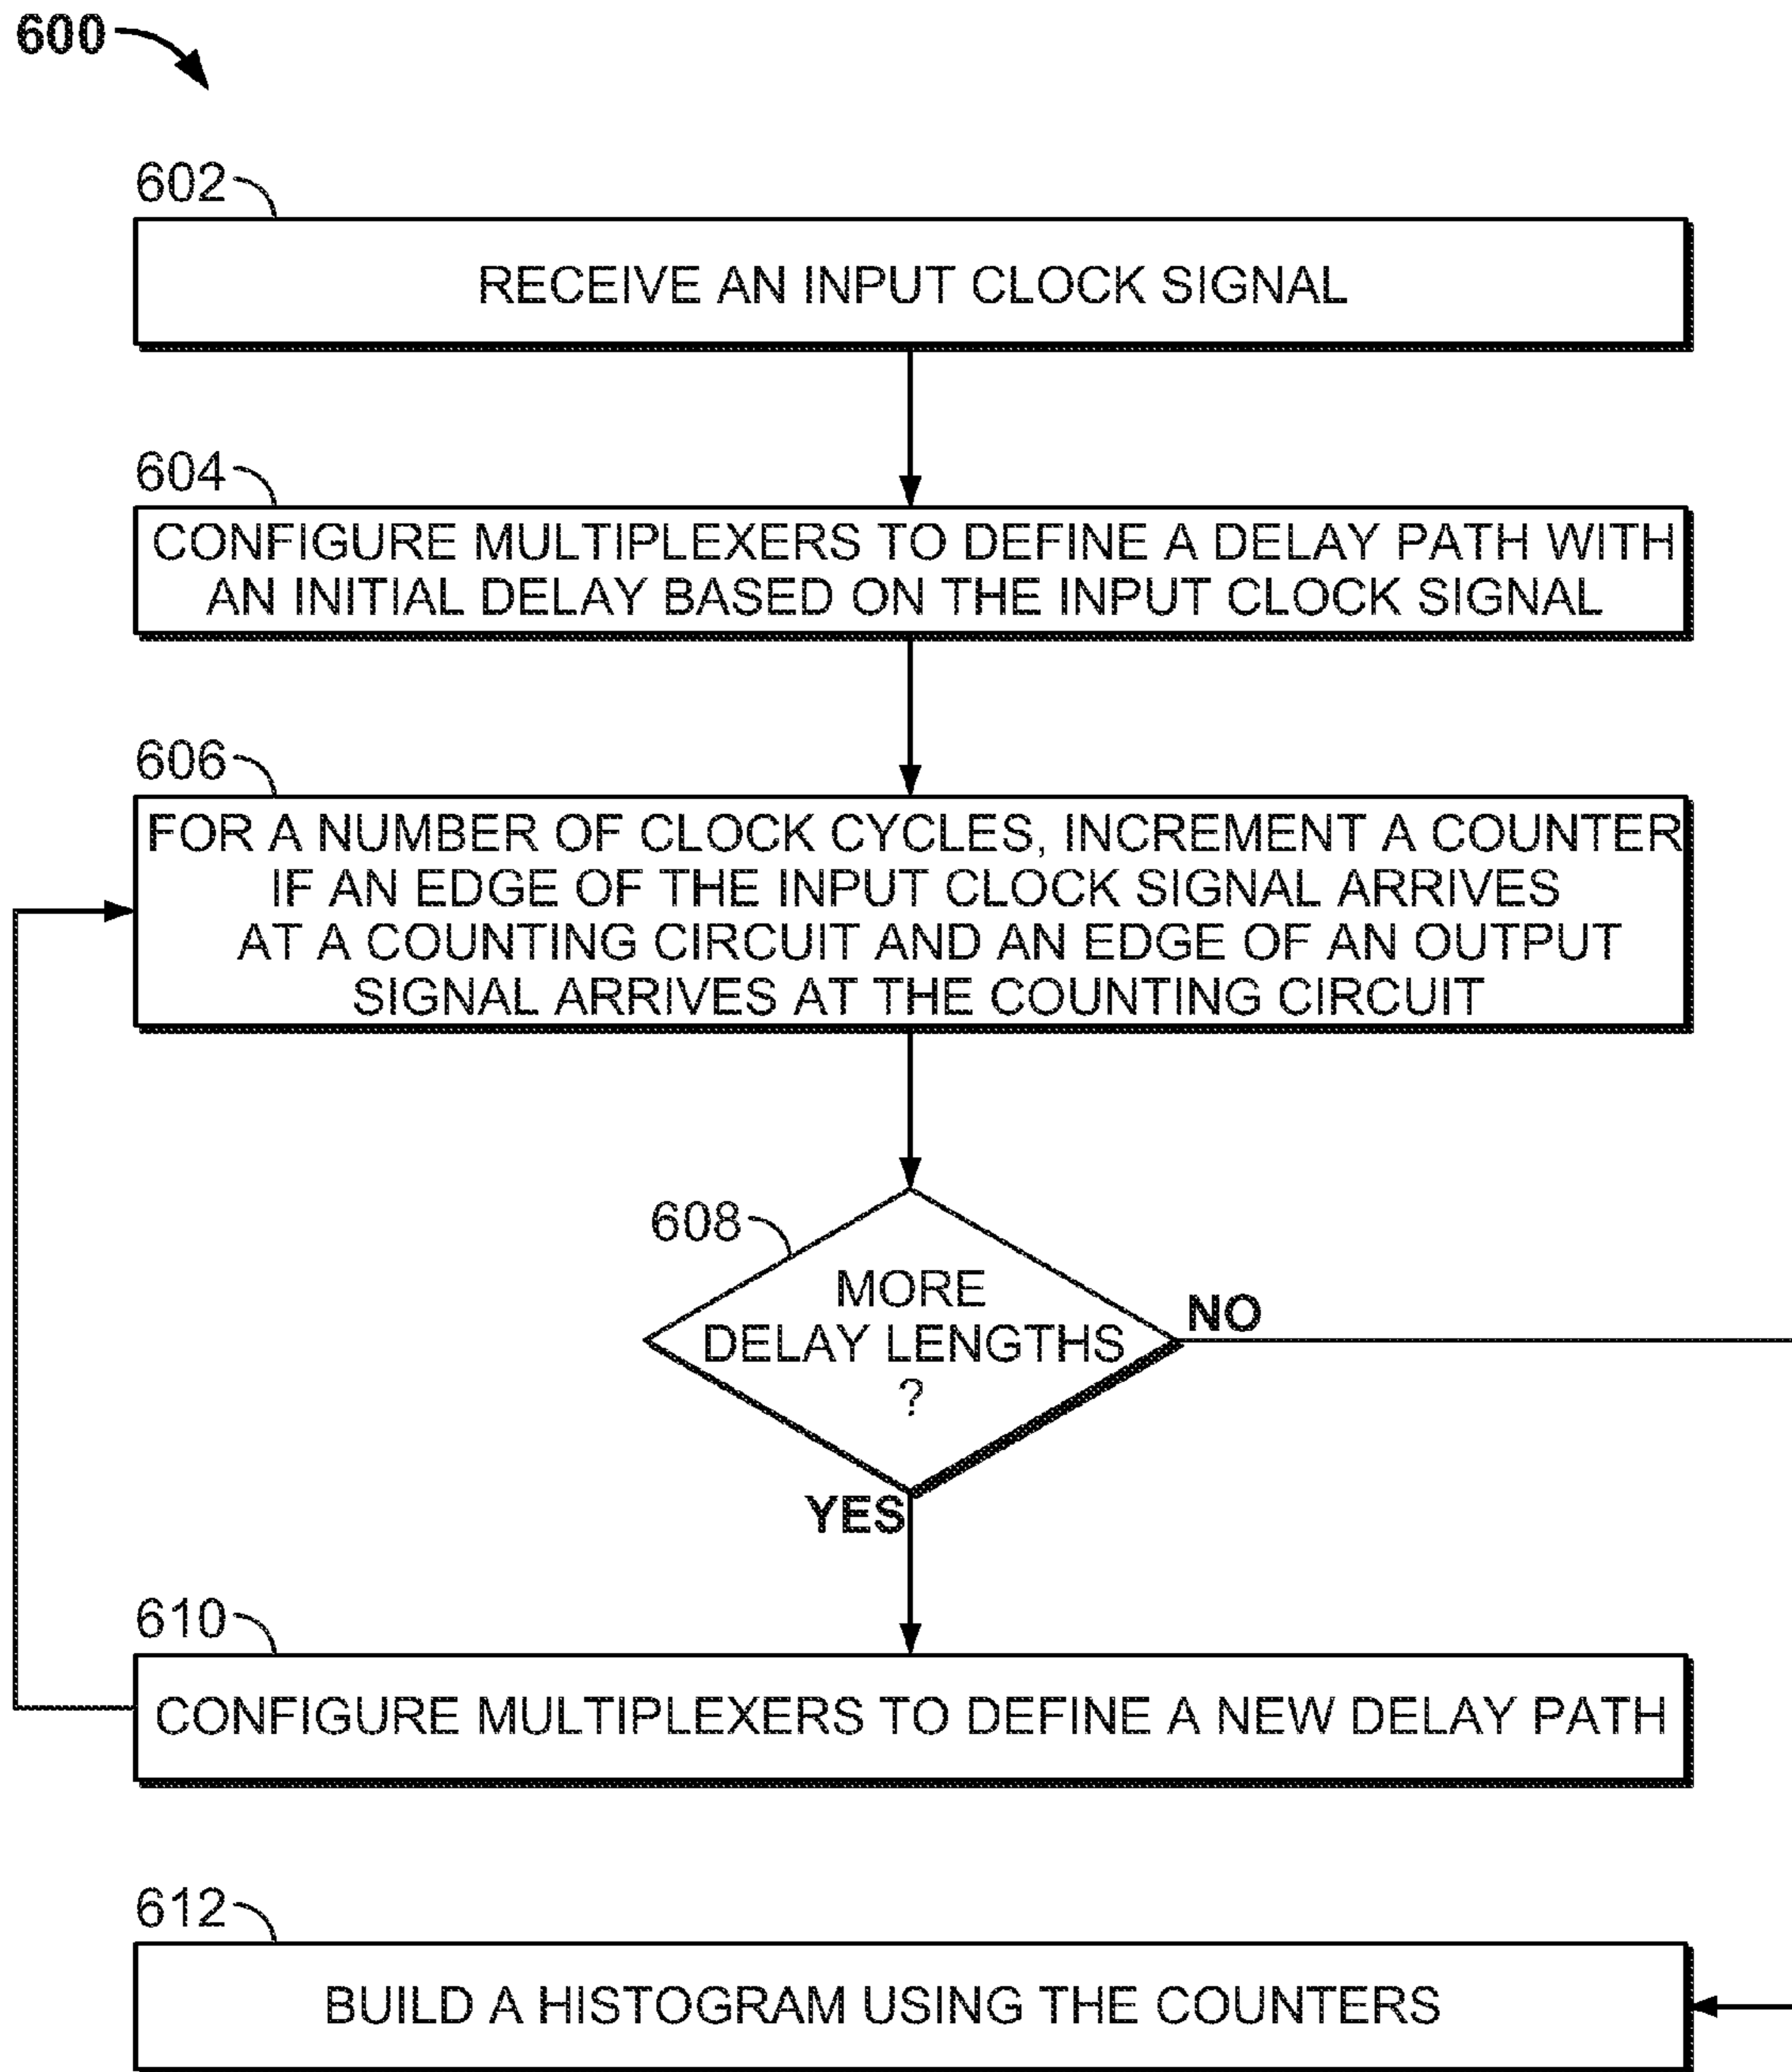 600
602
RECEIVE AN INPUT CLOCK SIGNAL
604
CONFIGURE MULTIPLEXERS TO DEFINE A DELAY PATH WITH
AN INITIAL DELAY BASED ON THE INPUT CLOCK SIGNAL
606
FOR A NUMBER OF CLOCK CYCLES, INCREMENT A COUNTER
IF AN EDGE OF THE INPUT CLOCK SIGNAL ARRIVES
AT A COUNTING CIRCUIT AND AN EDGE OF AN OUTPUT
SIGNAL ARRIVES AT THE COUNTING CIRCUIT
608
MORE
DELAY LENGTHS
?
NO
YES
610
CONFIGURE MULTIPLEXERS TO DEFINE A NEW DELAY PATH
612
BUILD A HISTOGRAM USING THE COUNTERS